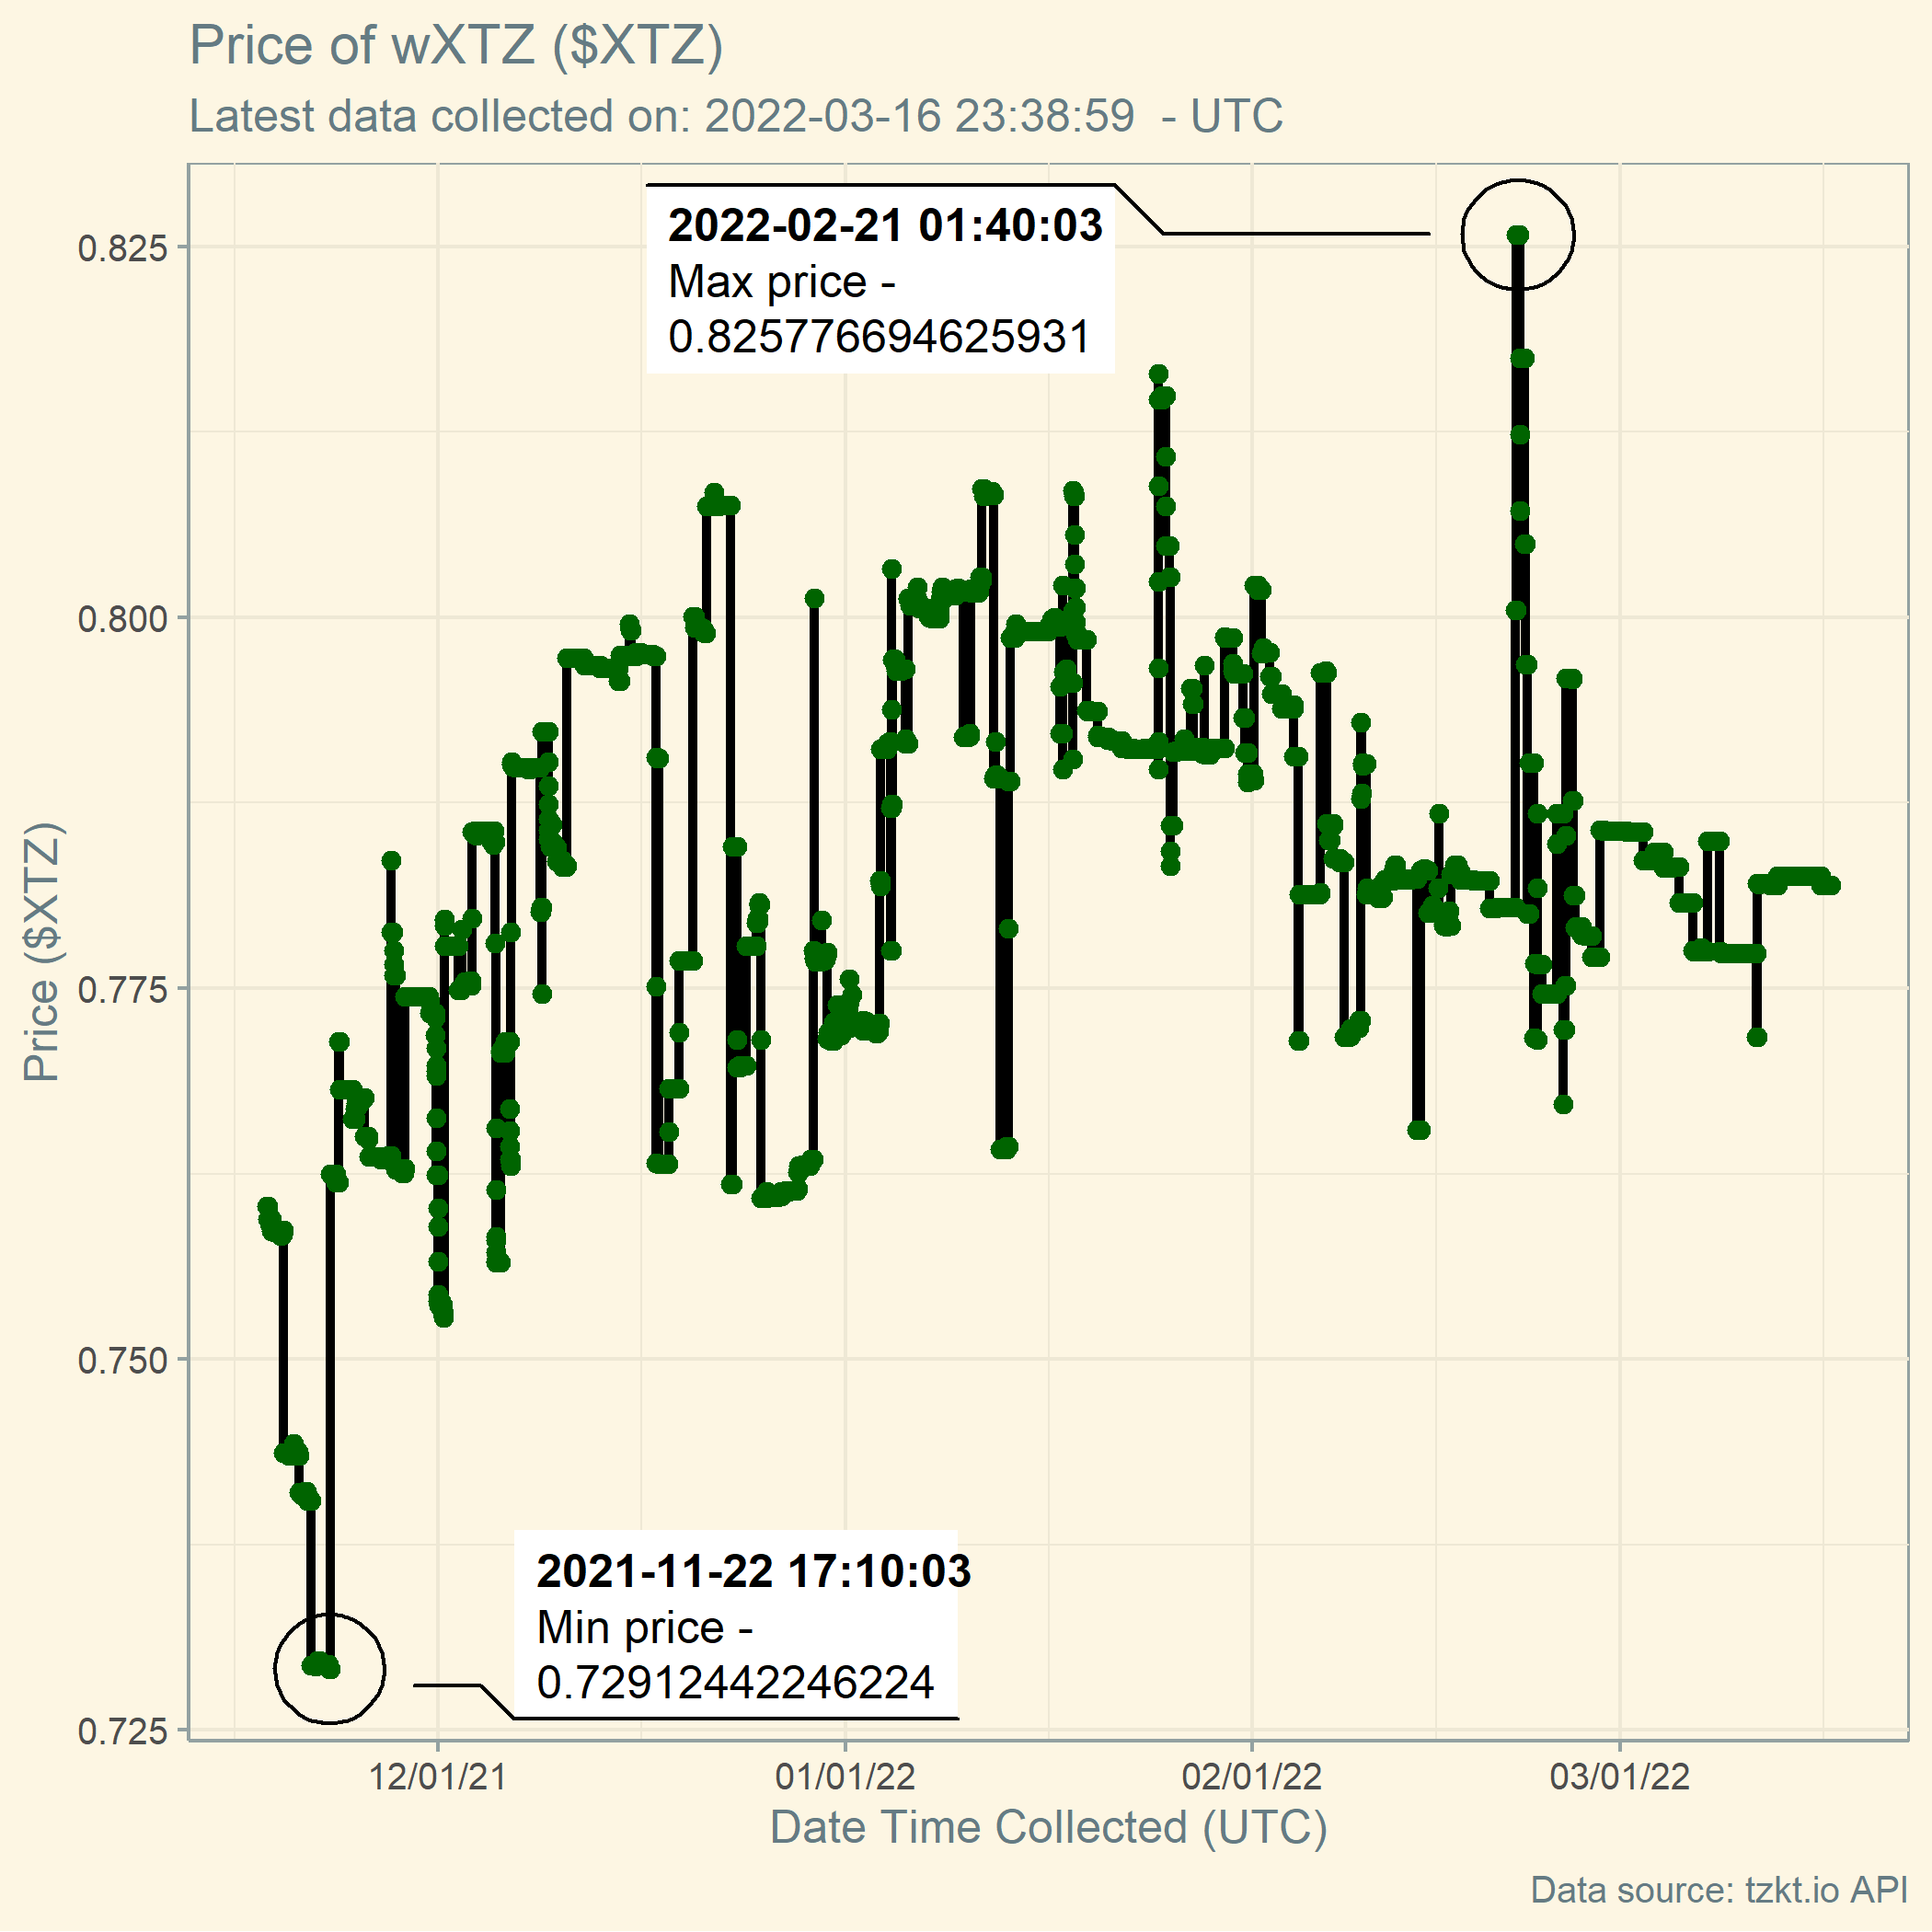 Price of wXTZ ($XTZ)
Latest data collected on: 2022-03-16 23:38:59  - UTC
2022-02-21 01:40:03
Max price -
0.825776694625931
0.825
0.800
0.775
0.750
0.725
Price ($XTZ)
2021-11-22 17:10:03
Min price -
0.72912442246224
12/01/21
01/01/22
02/01/22
03/01/22
Date Time Collected (UTC)
Data source: tzkt.io API